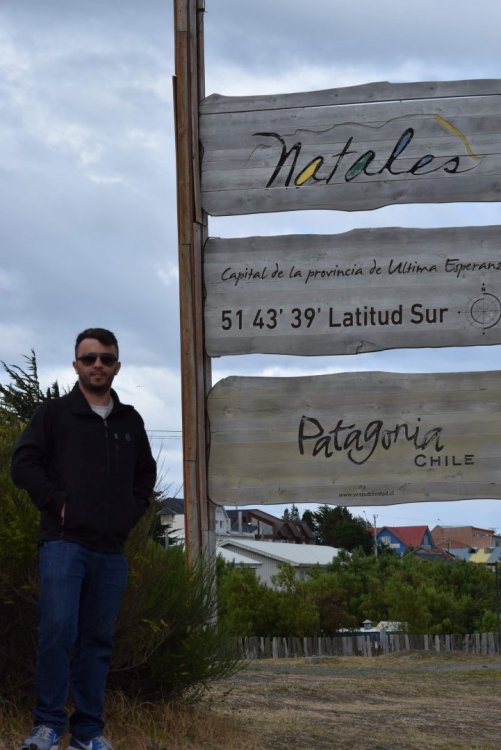 Natales
Capital de la provincia de Ultima Esperanz
51 43' 39' Latitud Sur
Patagonia
CHILE